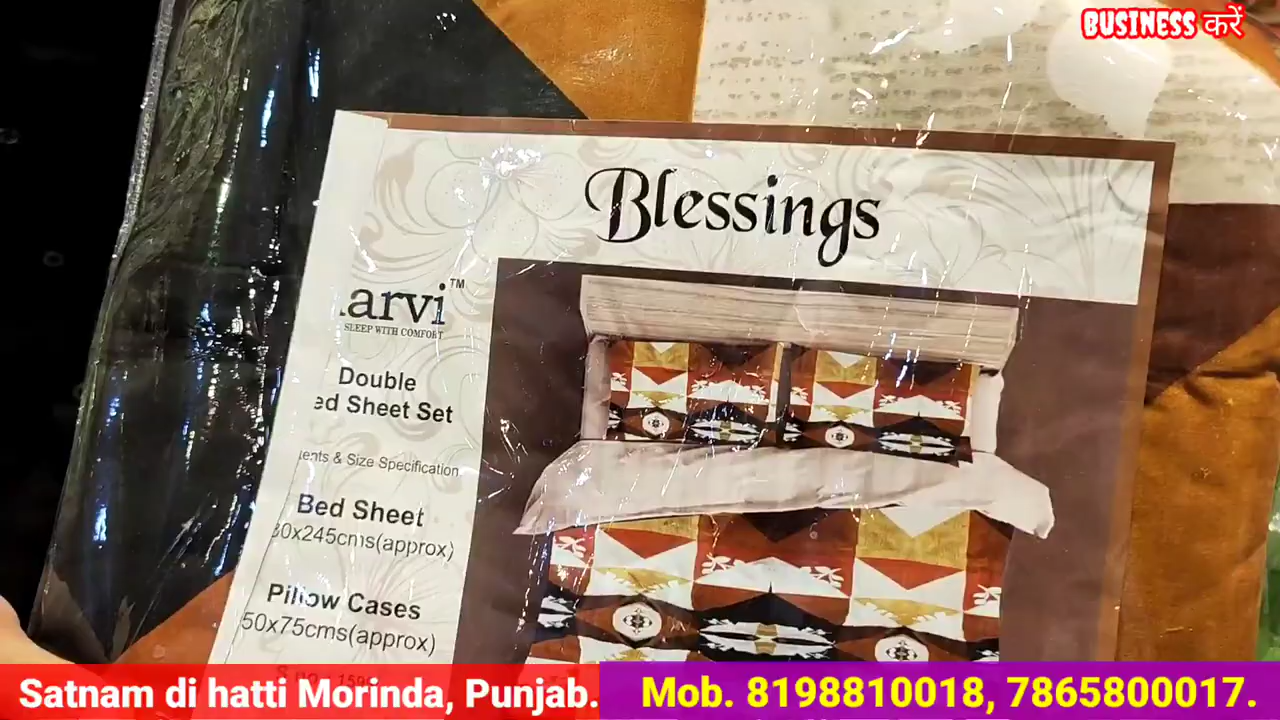 BUSINESS करें
Blessings
arvi™
SLEEP WITH COMFORT
Double
ed Sheet Set
ents & Size Specification
Bed Sheet
30x245cms(approx)
Pillow Cases
50x75cms(approx)
Satnam di hatti Morinda, Punjab.
Mob. 8198810018, 7865800017.